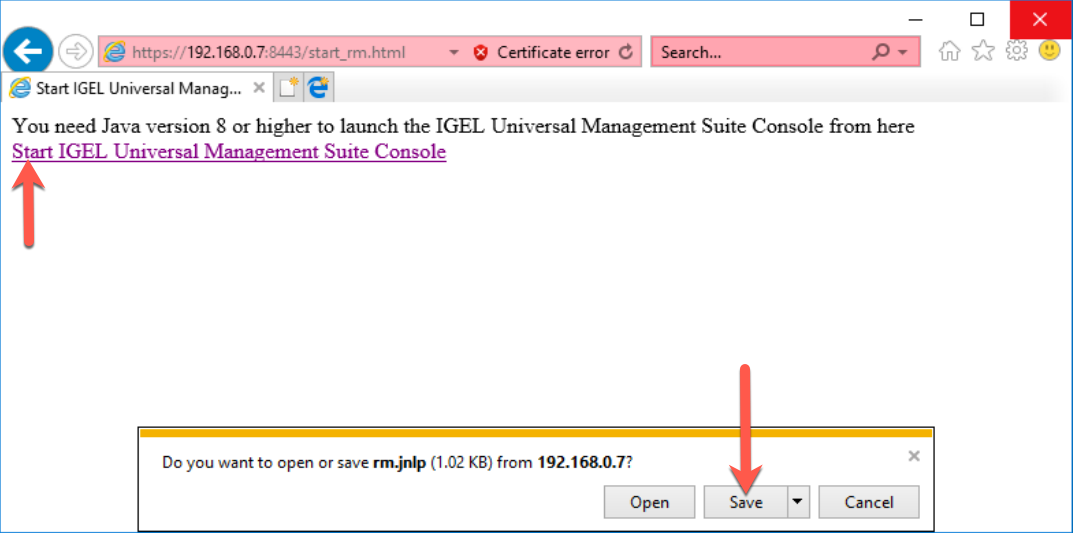 https://192.168.0.7:8443/start_rm.html
Certificate error
Search...
Start IGEL Universal Manag...
You need Java version 8 or higher to launch the IGEL Universal Management Suite Console from here
Start IGEL Universal Management Suite Console
Do you want to open or save rm.jnlp (1.02 KB) from 192.168.0.7?
Open
Save
Cancel